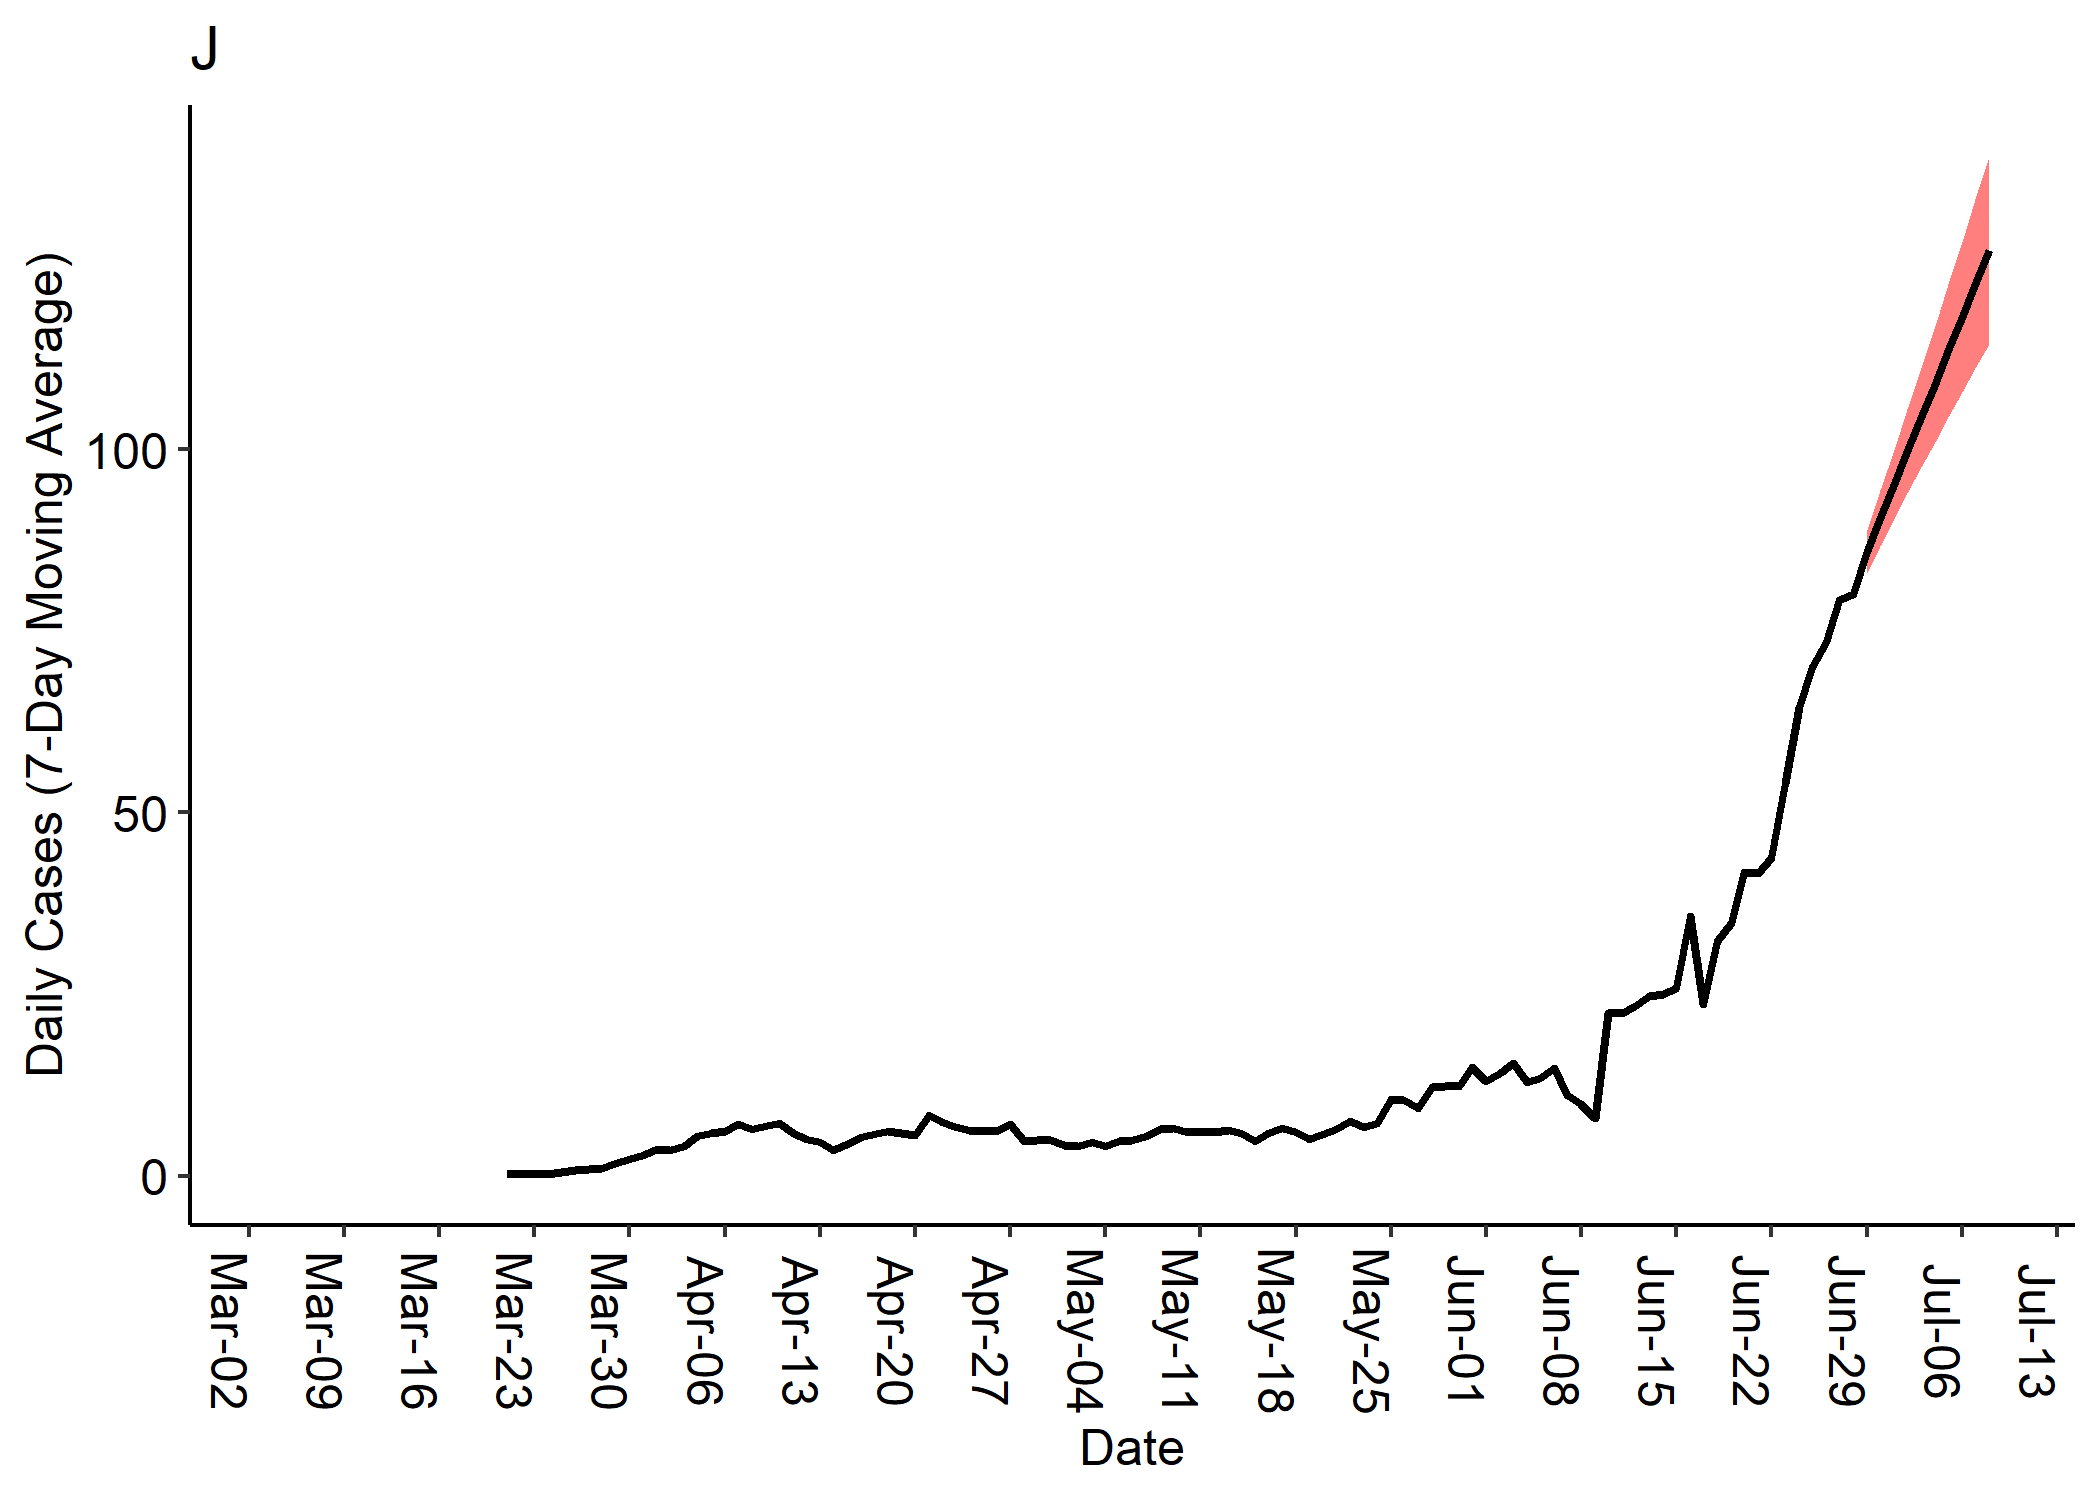 J
Daily Cases (7-Day Moving Average)
100
50
0
Mar-02
Mar-09
Mar-16
Mar-23
Mar-30
Apr-06
Apr-13
Apr-20
Apr-27
May-04
May-11
May-18
May-25
Jun-01
Jun-08
Jun-15
Jun-22
Jun-29
Jul-06
Jul-13
Date